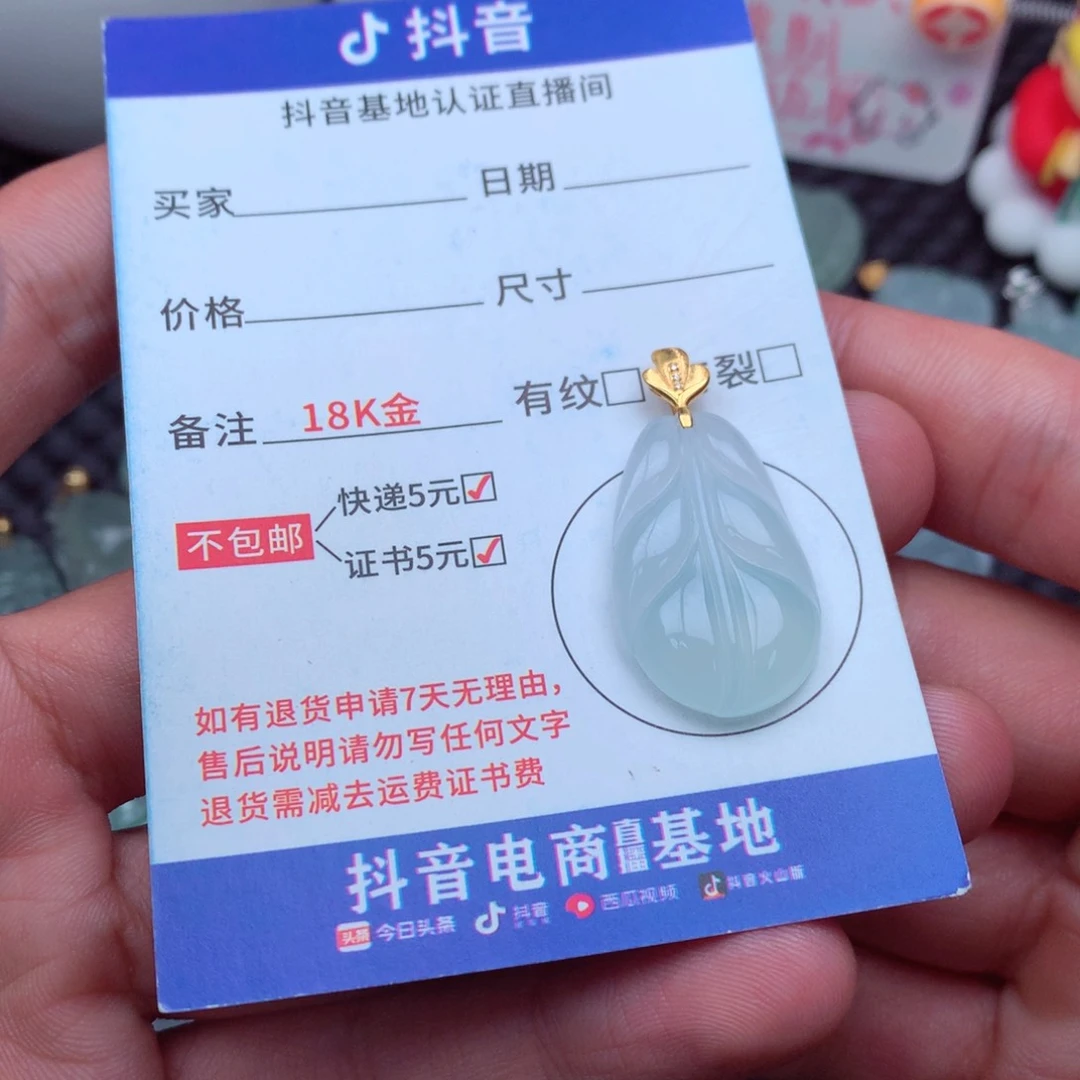 抖音
抖音基地认证直播间
买家 日期
价格 尺寸
备注 18K金 有纹 裂
不包邮
快递5元
证书5元
如有退货申请7天无理由，
售后说明请勿写任何文字
退货需减去运费证书费
抖音电商直播基地
头条 今日头条 抖音 西瓜视频 抖音火山版